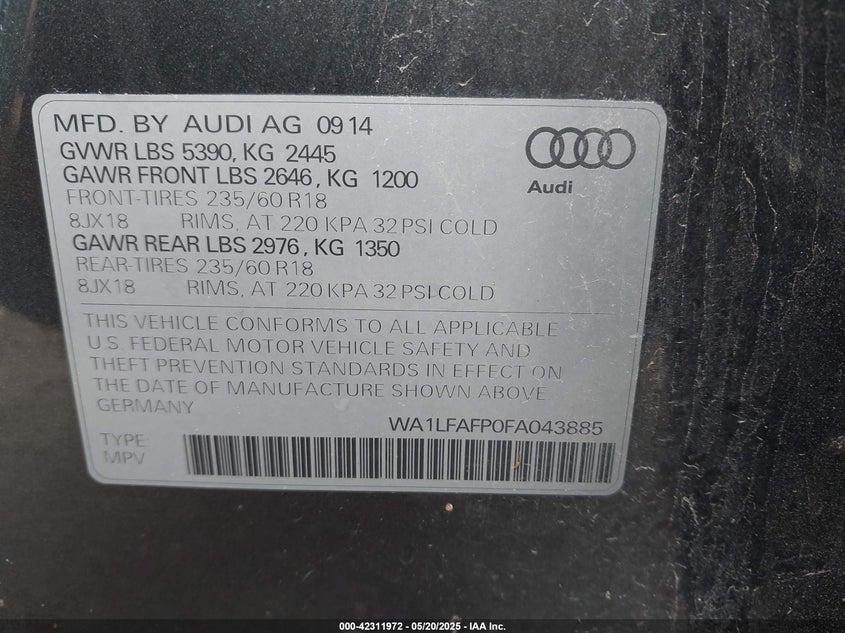 MFD. BY AUDI AG 09 14
GVWR LBS 5390, KG 2445
GAWR FRONT LBS 2646, KG 1200
FRONT-TIRES 235/60 R18
8JX18 RIMS, AT 220 KPA 32 PSI COLD
GAWR REAR LBS 2976, KG 1350
REAR-TIRES 235/60 R18
8JX18 RIMS, AT 220 KPA 32 PSI COLD
Audi
THIS VEHICLE CONFORMS TO ALL APPLICABLE
U.S. FEDERAL MOTOR VEHICLE SAFETY AND
THEFT PREVENTION STANDARDS IN EFFECT ON
THE DATE OF MANUFACTURE SHOWN ABOVE.
GERMANY
WA1LFAFP0FA043885
TYPE:
MPV
000-42311972 — 05/20/2025 — IAA Inc.